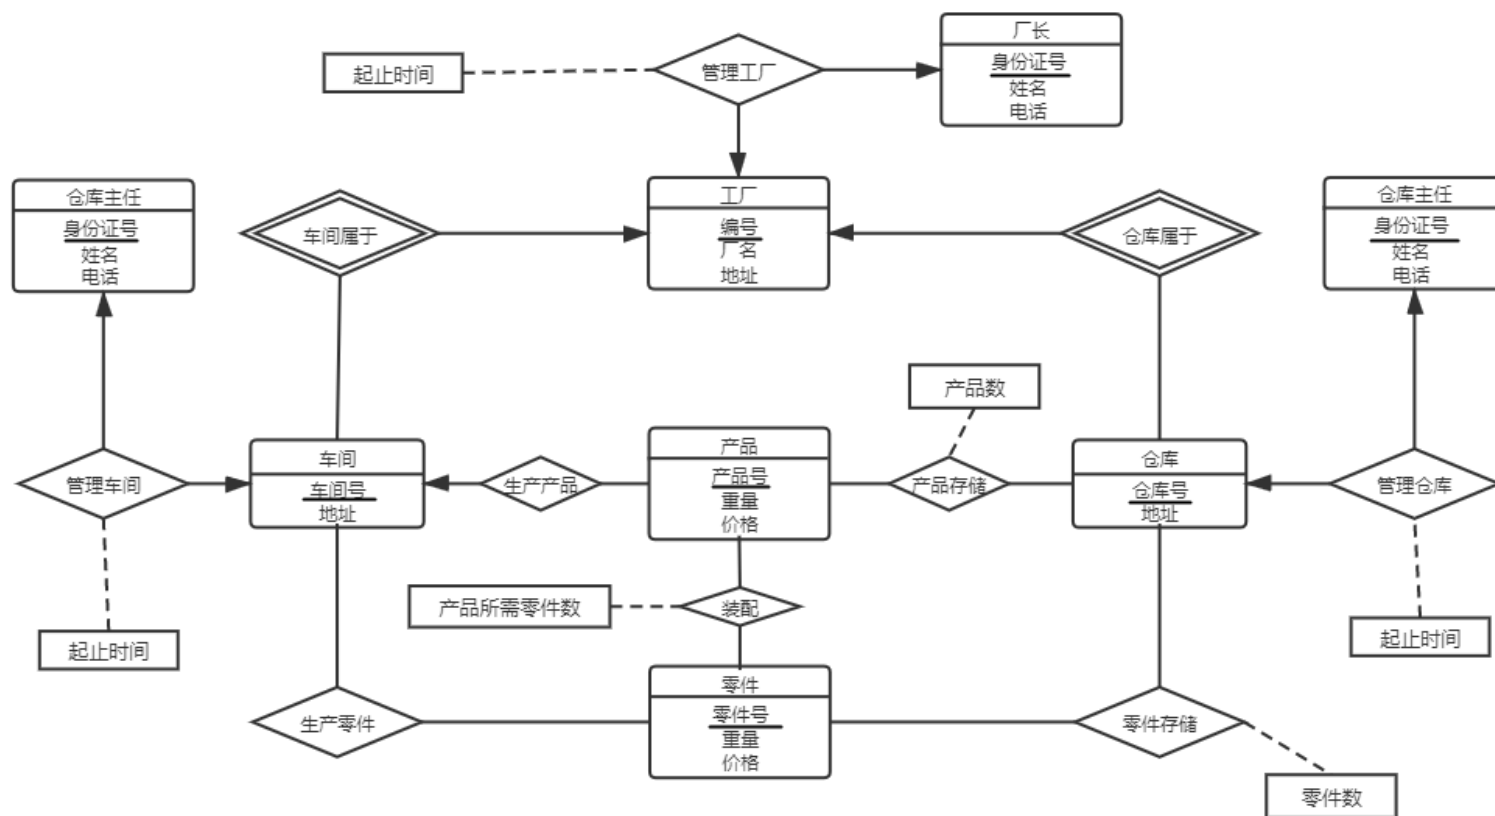 厂长
身份证号
姓名
电话
起止时间
管理工厂
仓库主任
身份证号
姓名
电话
车间属于
工厂
编号
厂名
地址
仓库属于
仓库主任
身份证号
姓名
电话
产品数
管理车间
车间
车间号
地址
生产产品
产品
产品号
重量
价格
产品存储
仓库
仓库号
地址
管理仓库
产品所需零件数
装配
起止时间
起止时间
生产零件
零件
零件号
重量
价格
零件存储
零件数